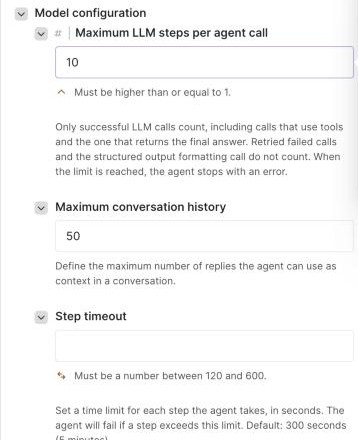 Model configuration
# | Maximum LLM steps per agent call
10
Must be higher than or equal to 1.
Only successful LLM calls count, including calls that use tools
and the one that returns the final answer. Retried failed calls
and the structured output formatting call do not count. When
the limit is reached, the agent stops with an error.
Maximum conversation history
50
Define the maximum number of replies the agent can use as
context in a conversation.
Step timeout
Must be a number between 120 and 600.
Set a time limit for each step the agent takes, in seconds. The
agent will fail if a step exceeds this limit. Default: 300 seconds
(5 minutes)